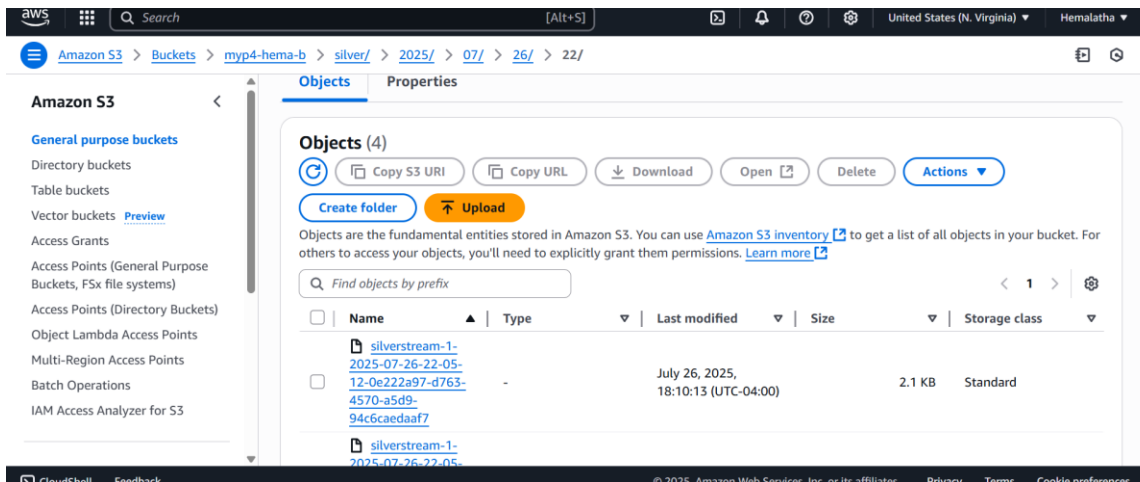 aws
Search
[Alt+S]
United States (N. Virginia) ▼
Hemalatha ▼
Amazon S3 > Buckets > myp4-hema-b > silver/ > 2025/ > 07/ > 26/ > 22/
Amazon S3
General purpose buckets
Directory buckets
Table buckets
Vector buckets Preview
Access Grants
Access Points (General Purpose
Buckets, FSx file systems)
Access Points (Directory Buckets)
Object Lambda Access Points
Multi-Region Access Points
Batch Operations
IAM Access Analyzer for S3
Objects
Properties
Objects (4)
Copy S3 URI
Copy URL
Download
Open
Delete
Actions ▼
Create folder
Upload
Objects are the fundamental entities stored in Amazon S3. You can use Amazon S3 inventory to get a list of all objects in your bucket. For
others to access your objects, you'll need to explicitly grant them permissions. Learn more
Find objects by prefix
1
Name
Type
Last modified
Size
Storage class
silverstream-1-
2025-07-26-22-05-
12-0e222a97-d763-
4570-a5d9-
94c6caedaaf7
-
July 26, 2025,
18:10:13 (UTC-04:00)
2.1 KB
Standard
silverstream-1-
2025-07-26-22-05-
CloudShell
Feedback
© 2025, Amazon Web Services, Inc. or its affiliates.
Privacy
Terms
Cookie preferences